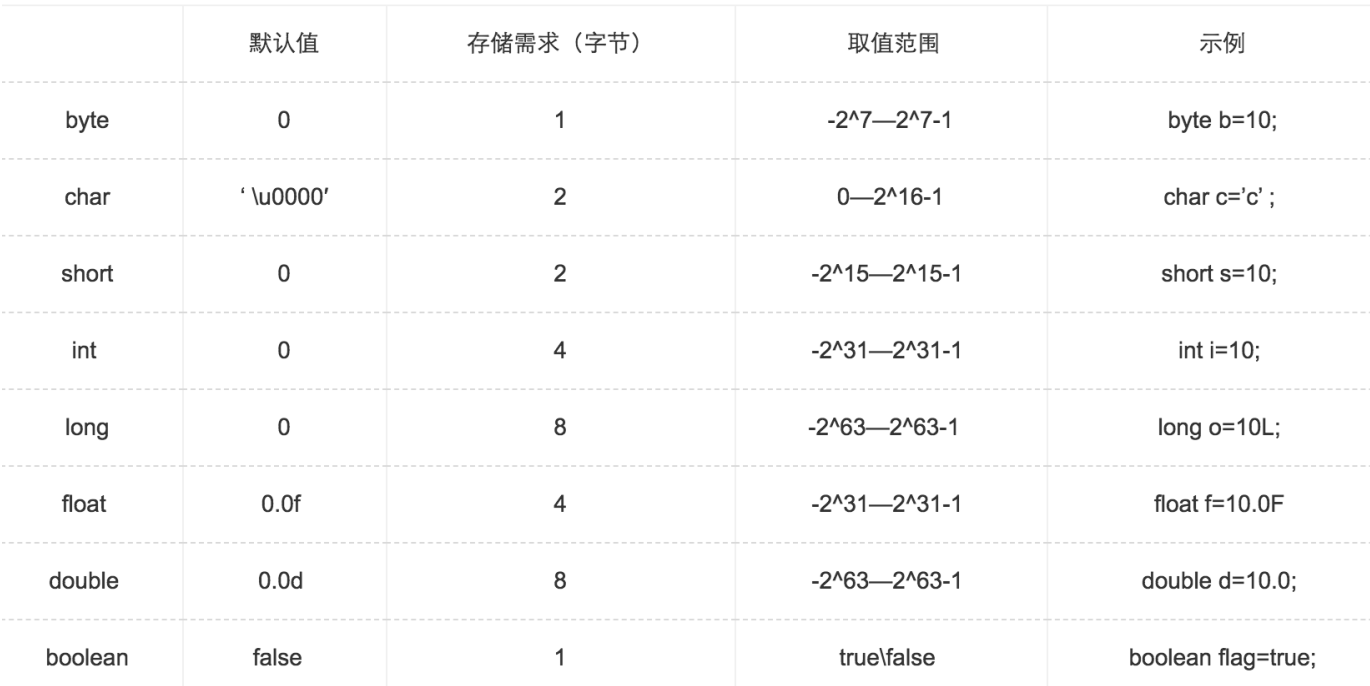 默认值 存储需求（字节） 取值范围 示例
byte 0 1 -2^7—2^7-1 byte b=10;
char ‘ \u0000′ 2 0—2^16-1 char c=’c’ ;
short 0 2 -2^15—2^15-1 short s=10;
int 0 4 -2^31—2^31-1 int i=10;
long 0 8 -2^63—2^63-1 long o=10L;
float 0.0f 4 -2^31—2^31-1 float f=10.0F
double 0.0d 8 -2^63—2^63-1 double d=10.0;
boolean false 1 true\false boolean flag=true;